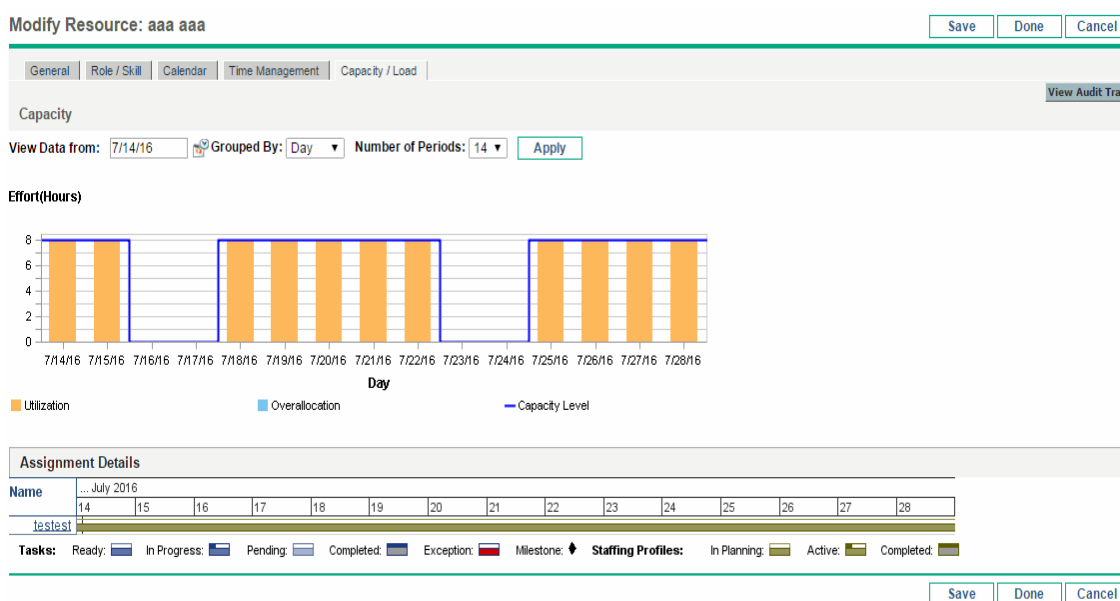 Modify Resource: aaa aaa
Save Done Cancel
General Role / Skill Calendar Time Management Capacity / Load
View Audit Tra
Capacity
View Data from: 7/14/16 Grouped By: Day Number of Periods: 14 Apply
Effort(Hours)
8
6
4
2
0
7/14/16 7/15/16 7/16/16 7/17/16 7/18/16 7/19/16 7/20/16 7/21/16 7/22/16 7/23/16 7/24/16 7/25/16 7/26/16 7/27/16 7/28/16
Day
Utilization Overallocation Capacity Level
Assignment Details
Name ... July 2016
14 15 16 17 18 19 20 21 22 23 24 25 26 27 28
testest
Tasks: Ready: In Progress: Pending: Completed: Exception: Milestone: Staffing Profiles: In Planning: Active: Completed:
Save Done Cancel